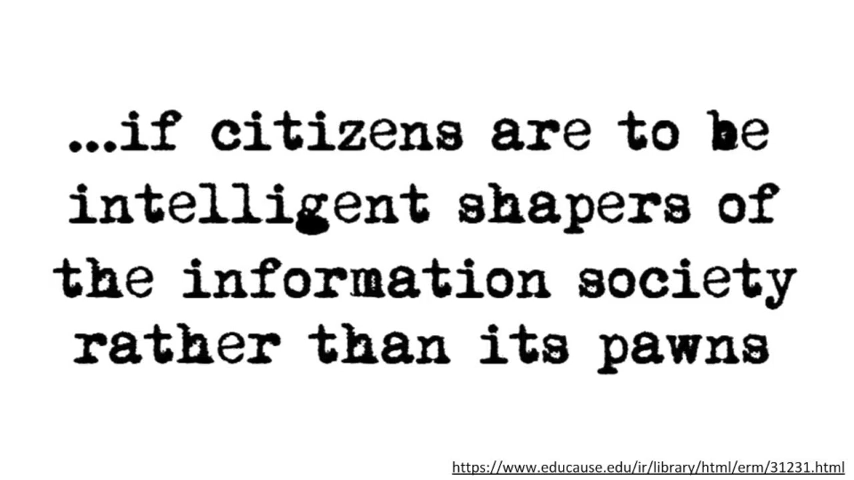 ...if citizens are to be
intelligent shapers of
the information society
rather than its pawns
https://www.educause.edu/ir/library/html/erm/31231.html